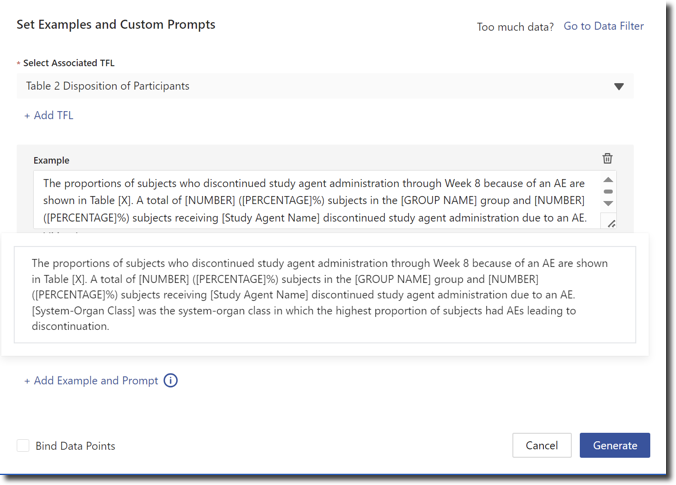 Set Examples and Custom Prompts
Too much data? Go to Data Filter
* Select Associated TFL
Table 2 Disposition of Participants
+ Add TFL
Example
The proportions of subjects who discontinued study agent administration through Week 8 because of an AE are
shown in Table [X]. A total of [NUMBER] ([PERCENTAGE]%) subjects in the [GROUP NAME] group and [NUMBER]
([PERCENTAGE]%) subjects receiving [Study Agent Name] discontinued study agent administration due to an AE.
The proportions of subjects who discontinued study agent administration through Week 8 because of an AE are shown
in Table [X]. A total of [NUMBER] ([PERCENTAGE]%) subjects in the [GROUP NAME] group and [NUMBER]
([PERCENTAGE]%) subjects receiving [Study Agent Name] discontinued study agent administration due to an AE.
[System-Organ Class] was the system-organ class in which the highest proportion of subjects had AEs leading to
discontinuation.
+ Add Example and Prompt i
Bind Data Points
Cancel
Generate